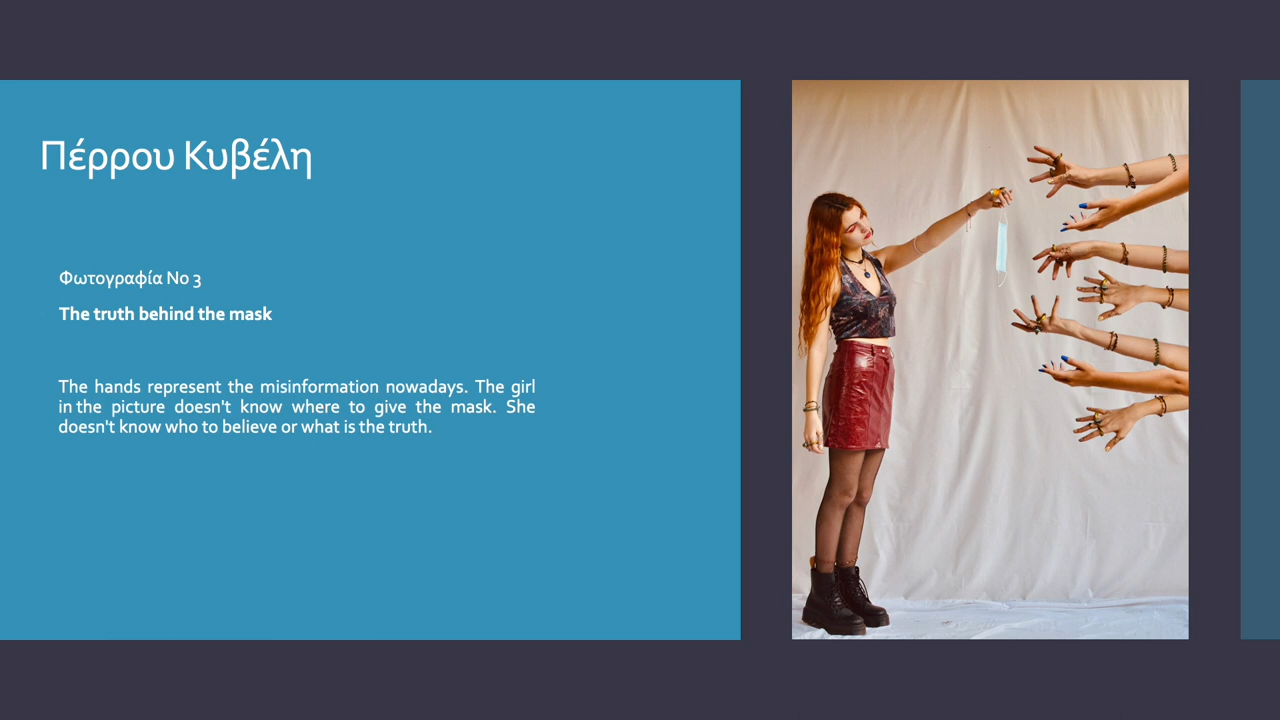 Πέρρου Κυβέλη
Φωτογραφία Νο 3
The truth behind the mask
The hands represent the misinformation nowadays. The girl
in the picture doesn't know where to give the mask. She
doesn't know who to believe or what is the truth.